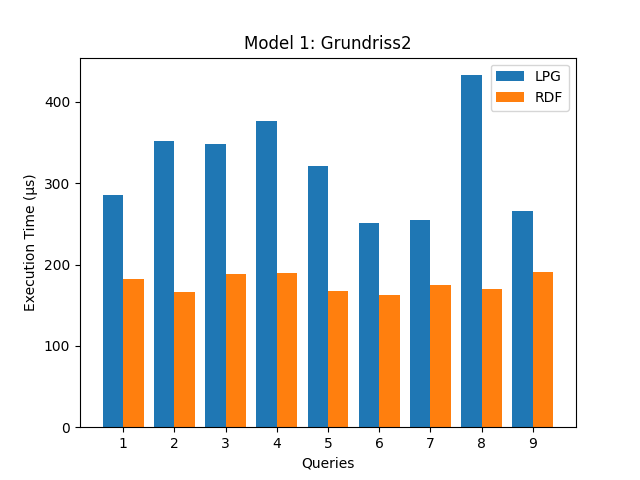 Model 1: Grundriss2
LPG
RDF
Execution Time (μs)
400
300
200
100
0
1 2 3 4 5 6 7 8 9
Queries